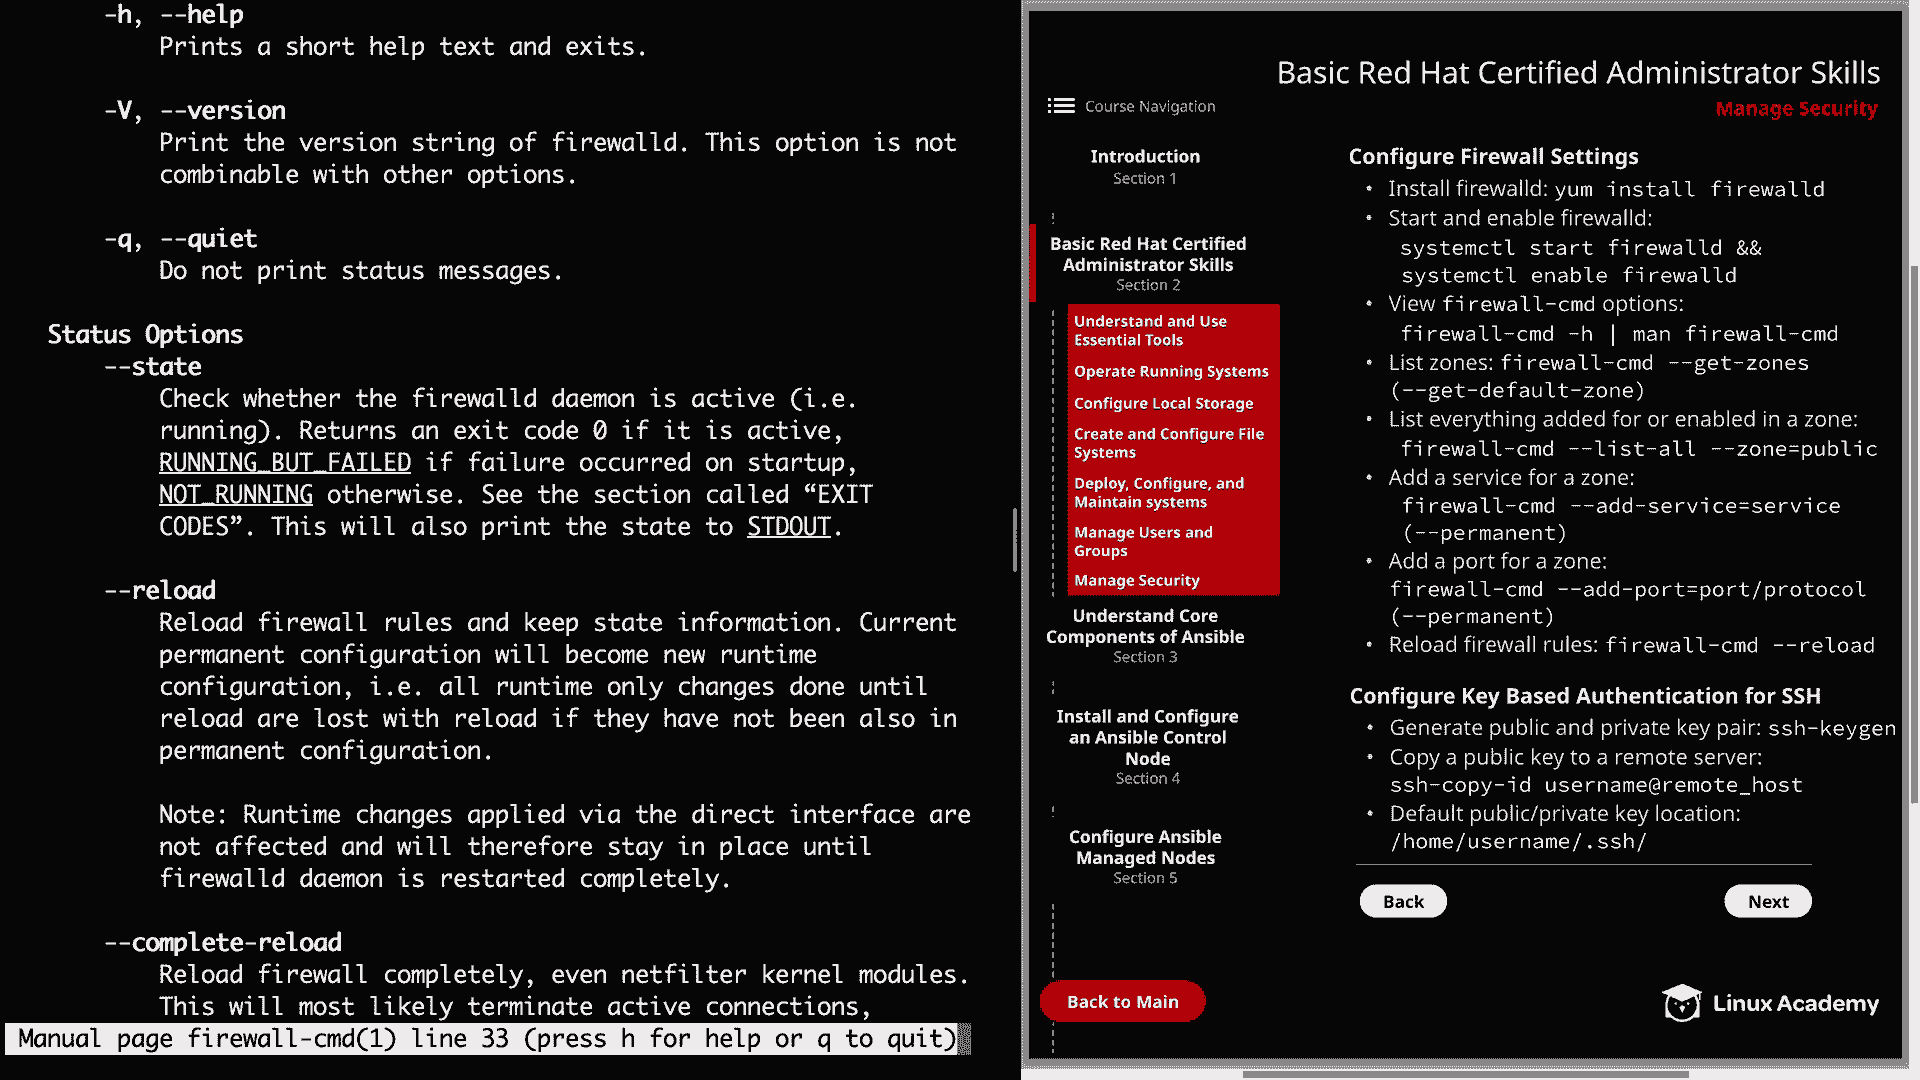 -h, --help
Prints a short help text and exits.
-V, --version
Print the version string of firewalld. This option is not
combinable with other options.
-q, --quiet
Do not print status messages.
Status Options
--state
Check whether the firewalld daemon is active (i.e.
running). Returns an exit code 0 if it is active,
RUNNING_BUT_FAILED if failure occurred on startup,
NOT_RUNNING otherwise. See the section called “EXIT
CODES”. This will also print the state to STDOUT.
--reload
Reload firewall rules and keep state information. Current
permanent configuration will become new runtime
configuration, i.e. all runtime only changes done until
reload are lost with reload if they have not been also in
permanent configuration.
Note: Runtime changes applied via the direct interface are
not affected and will therefore stay in place until
firewalld daemon is restarted completely.
--complete-reload
Reload firewall completely, even netfilter kernel modules.
This will most likely terminate active connections,
Manual page firewall-cmd(1) line 33 (press h for help or q to quit)
Basic Red Hat Certified Administrator Skills
Manage Security
Course Navigation
Introduction
Section 1
Basic Red Hat Certified
Administrator Skills
Section 2
Understand and Use
Essential Tools
Operate Running Systems
Configure Local Storage
Create and Configure File
Systems
Deploy, Configure, and
Maintain systems
Manage Users and
Groups
Manage Security
Understand Core
Components of Ansible
Section 3
Install and Configure
an Ansible Control
Node
Section 4
Configure Ansible
Managed Nodes
Section 5
Back to Main
Configure Firewall Settings
• Install firewalld: yum install firewalld
• Start and enable firewalld:
systemctl start firewalld &&
systemctl enable firewalld
• View firewall-cmd options:
firewall-cmd -h | man firewall-cmd
• List zones: firewall-cmd --get-zones
(--get-default-zone)
• List everything added for or enabled in a zone:
firewall-cmd --list-all --zone=public
• Add a service for a zone:
firewall-cmd --add-service=service
(--permanent)
• Add a port for a zone:
firewall-cmd --add-port=port/protocol
(--permanent)
• Reload firewall rules: firewall-cmd --reload
Configure Key Based Authentication for SSH
• Generate public and private key pair: ssh-keygen
• Copy a public key to a remote server:
ssh-copy-id username@remote_host
• Default public/private key location:
/home/username/.ssh/
Back
Next
Linux Academy